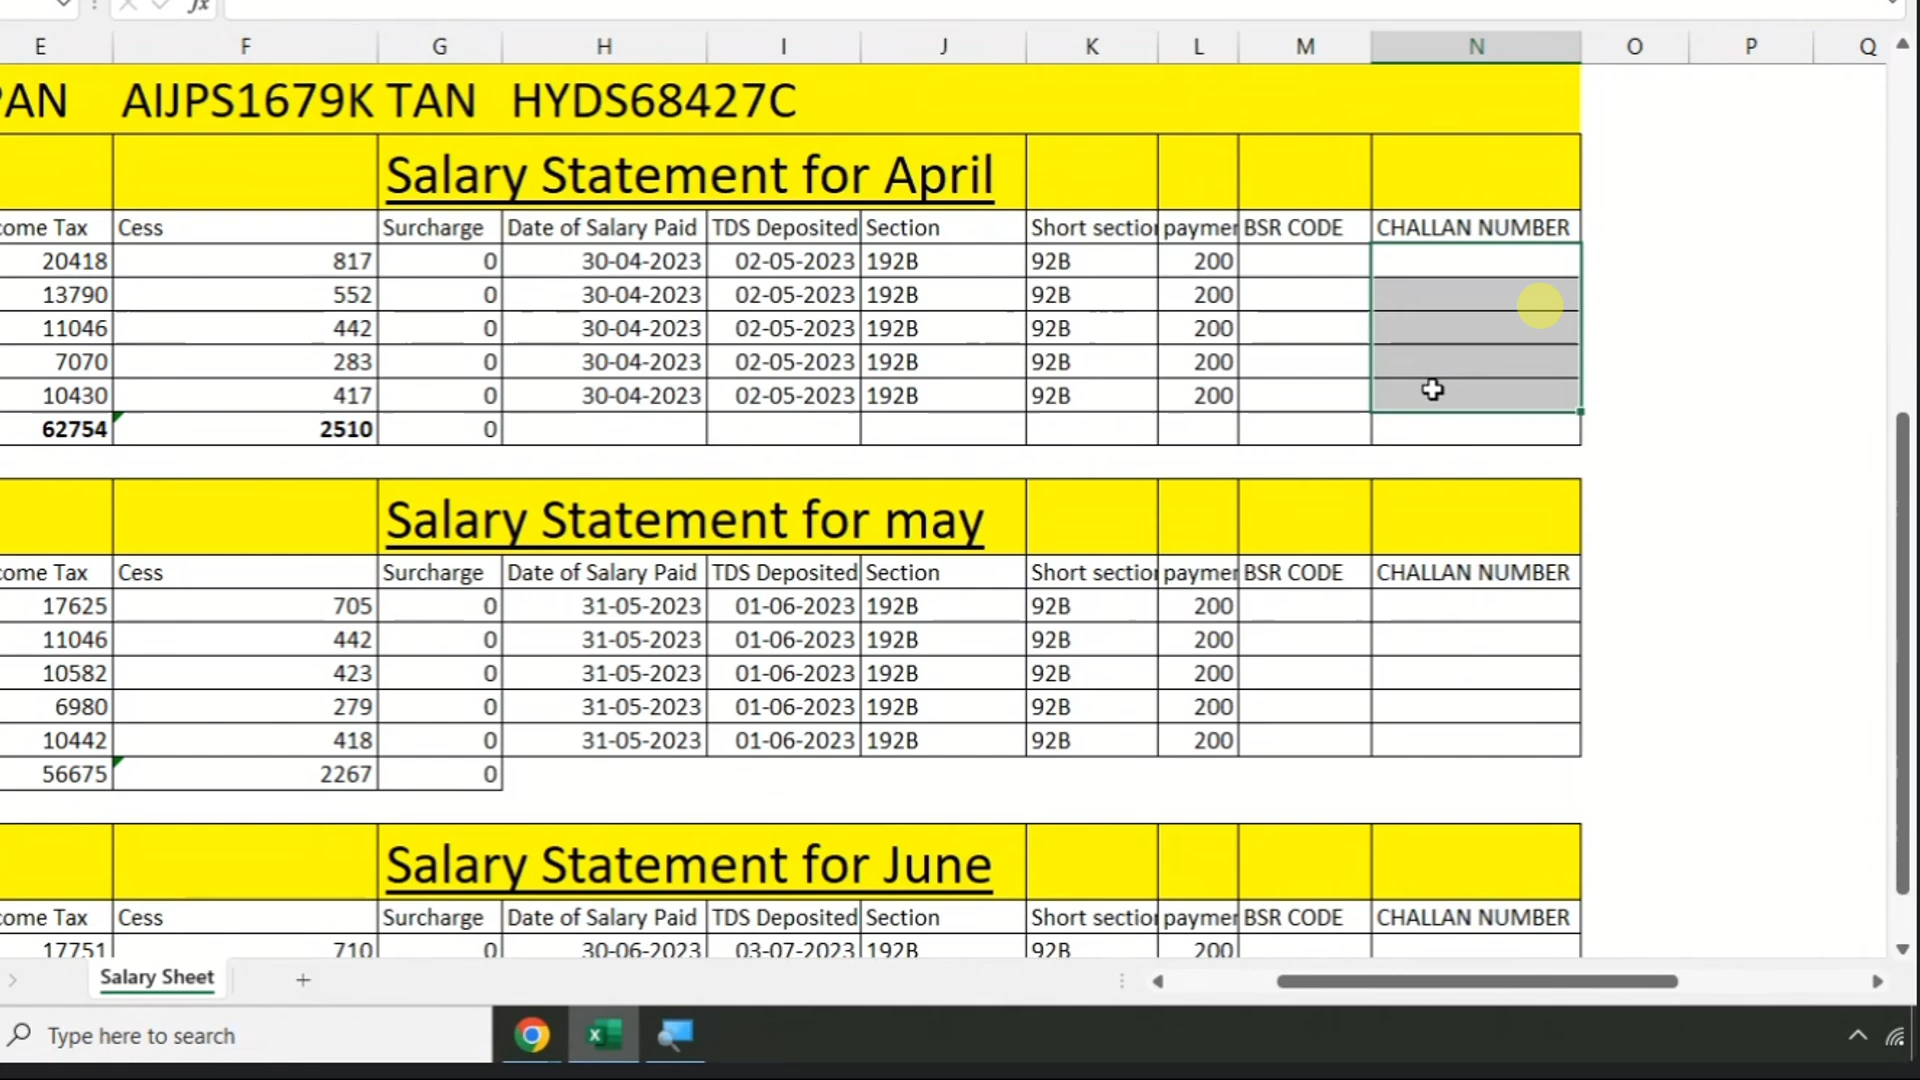 fx
E F G H I J K L M N O P Q
PAN AIJPS1679K TAN HYDS68427C
Salary Statement for April
come Tax Cess Surcharge Date of Salary Paid TDS Deposited Section Short section paymen BSR CODE CHALLAN NUMBER
20418 817 0 30-04-2023 02-05-2023 192B 92B 200
13790 552 0 30-04-2023 02-05-2023 192B 92B 200
11046 442 0 30-04-2023 02-05-2023 192B 92B 200
7070 283 0 30-04-2023 02-05-2023 192B 92B 200
10430 417 0 30-04-2023 02-05-2023 192B 92B 200
62754 2510 0
Salary Statement for may
come Tax Cess Surcharge Date of Salary Paid TDS Deposited Section Short section paymen BSR CODE CHALLAN NUMBER
17625 705 0 31-05-2023 01-06-2023 192B 92B 200
11046 442 0 31-05-2023 01-06-2023 192B 92B 200
10582 423 0 31-05-2023 01-06-2023 192B 92B 200
6980 279 0 31-05-2023 01-06-2023 192B 92B 200
10442 418 0 31-05-2023 01-06-2023 192B 92B 200
56675 2267 0
Salary Statement for June
come Tax Cess Surcharge Date of Salary Paid TDS Deposited Section Short section paymen BSR CODE CHALLAN NUMBER
17751 710 0 30-06-2023 03-07-2023 192B 92B 200
Salary Sheet
Type here to search